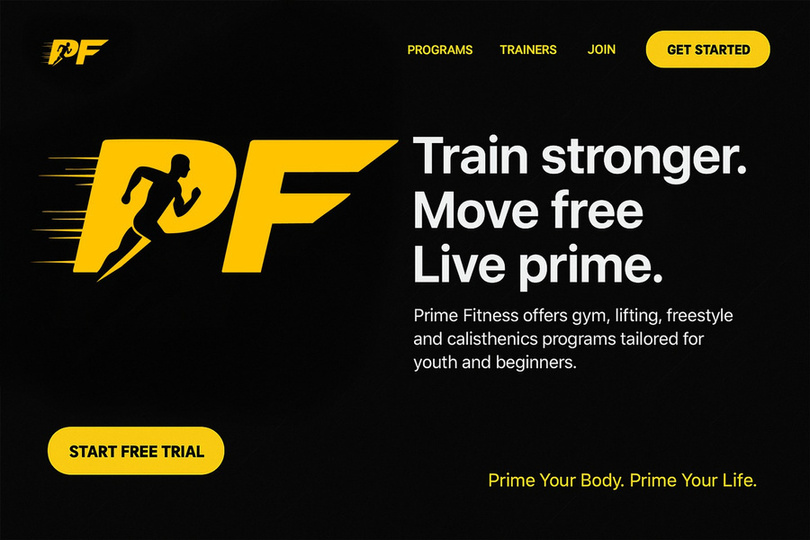 PF
PROGRAMS
TRAINERS
JOIN
GET STARTED
PF
Train stronger.
Move free
Live prime.
Prime Fitness offers gym, lifting, freestyle
and calisthenics programs tailored for
youth and beginners.
START FREE TRIAL
Prime Your Body. Prime Your Life.